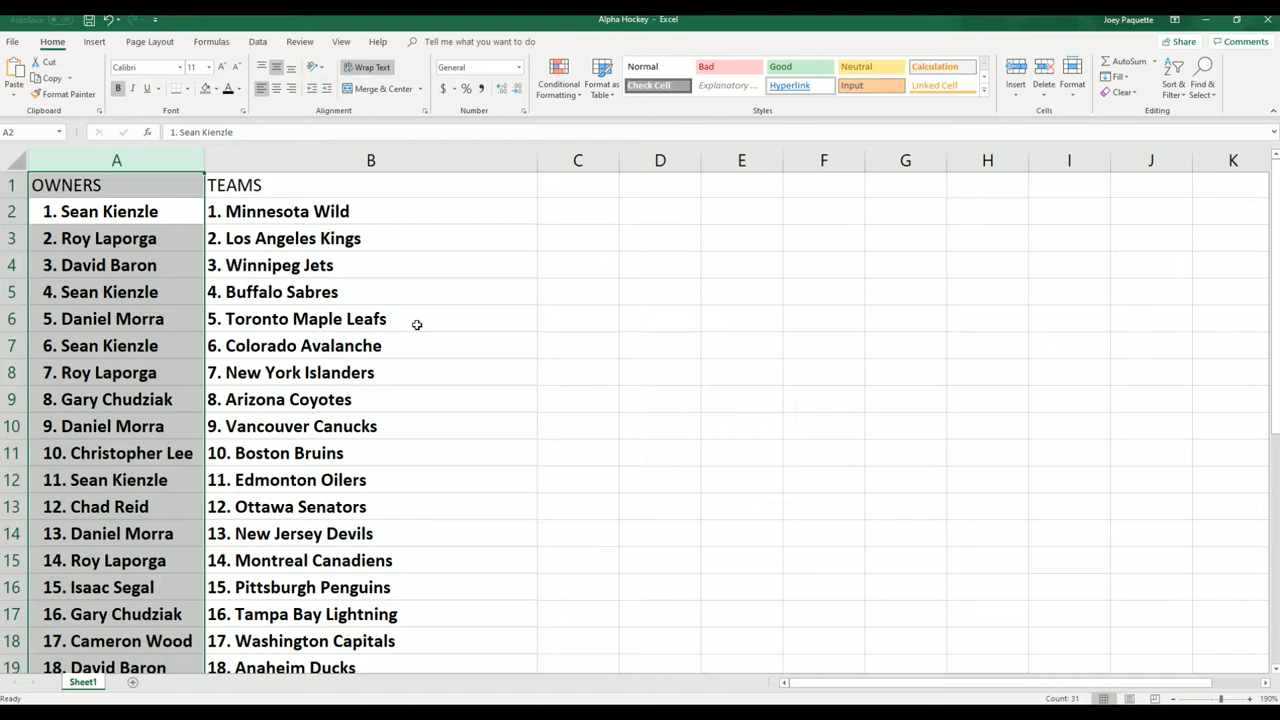 AutoSave Off Alpha Hockey - Excel Joey Paquette
File Home Insert Page Layout Formulas Data Review View Help Tell me what you want to do Share Comments
Paste Cut Copy Format Painter Clipboard
Calibri 11 B I U Font
Wrap Text Merge & Center Alignment
General $ % Number
Conditional Formatting Format as Table
Normal Bad Good Neutral Calculation
Check Cell Explanatory ... Hyperlink Input Linked Cell
Styles
Insert Delete Format Cells
AutoSum Fill Clear Sort & Filter Find & Select Editing
A2 fx 1. Sean Kienzle
A B C D E F G H I J K
1 OWNERS TEAMS
2 1. Sean Kienzle 1. Minnesota Wild
3 2. Roy Laporga 2. Los Angeles Kings
4 3. David Baron 3. Winnipeg Jets
5 4. Sean Kienzle 4. Buffalo Sabres
6 5. Daniel Morra 5. Toronto Maple Leafs
7 6. Sean Kienzle 6. Colorado Avalanche
8 7. Roy Laporga 7. New York Islanders
9 8. Gary Chudziak 8. Arizona Coyotes
10 9. Daniel Morra 9. Vancouver Canucks
11 10. Christopher Lee 10. Boston Bruins
12 11. Sean Kienzle 11. Edmonton Oilers
13 12. Chad Reid 12. Ottawa Senators
14 13. Daniel Morra 13. New Jersey Devils
15 14. Roy Laporga 14. Montreal Canadiens
16 15. Isaac Segal 15. Pittsburgh Penguins
17 16. Gary Chudziak 16. Tampa Bay Lightning
18 17. Cameron Wood 17. Washington Capitals
19 18. David Baron 18. Anaheim Ducks
Sheet1
Ready Count: 31 190%